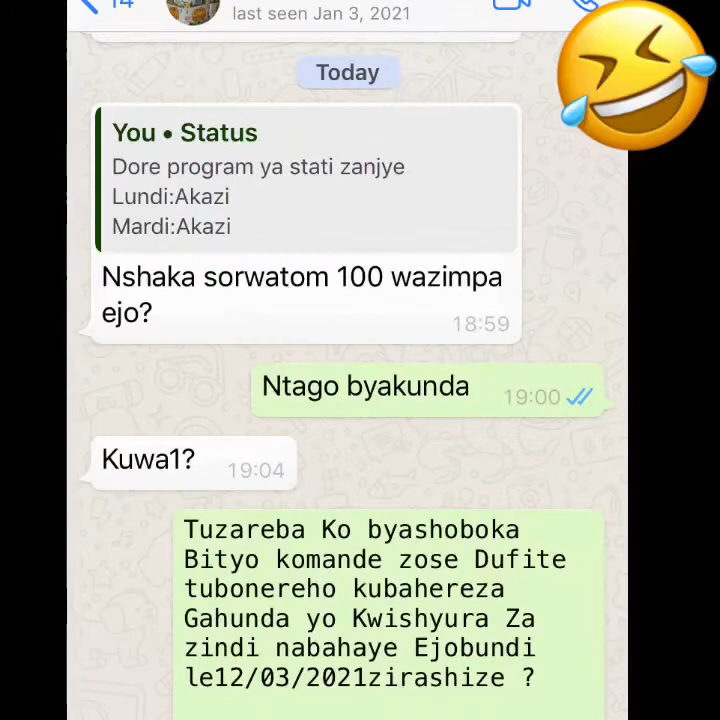 14
last seen Jan 3, 2021
Today
You • Status
Dore program ya stati zanjye
Lundi:Akazi
Mardi:Akazi
Nshaka sorwatom 100 wazimpa
ejo?
18:59
Ntago byakunda
19:00
Kuwa1?
19:04
Tuzareba Ko byashoboka
Bityo komande zose Dufite
tubonereho kubahereza
Gahunda yo Kwishyura Za
zindi nabahaye Ejobundi
le12/03/2021zirashize ?